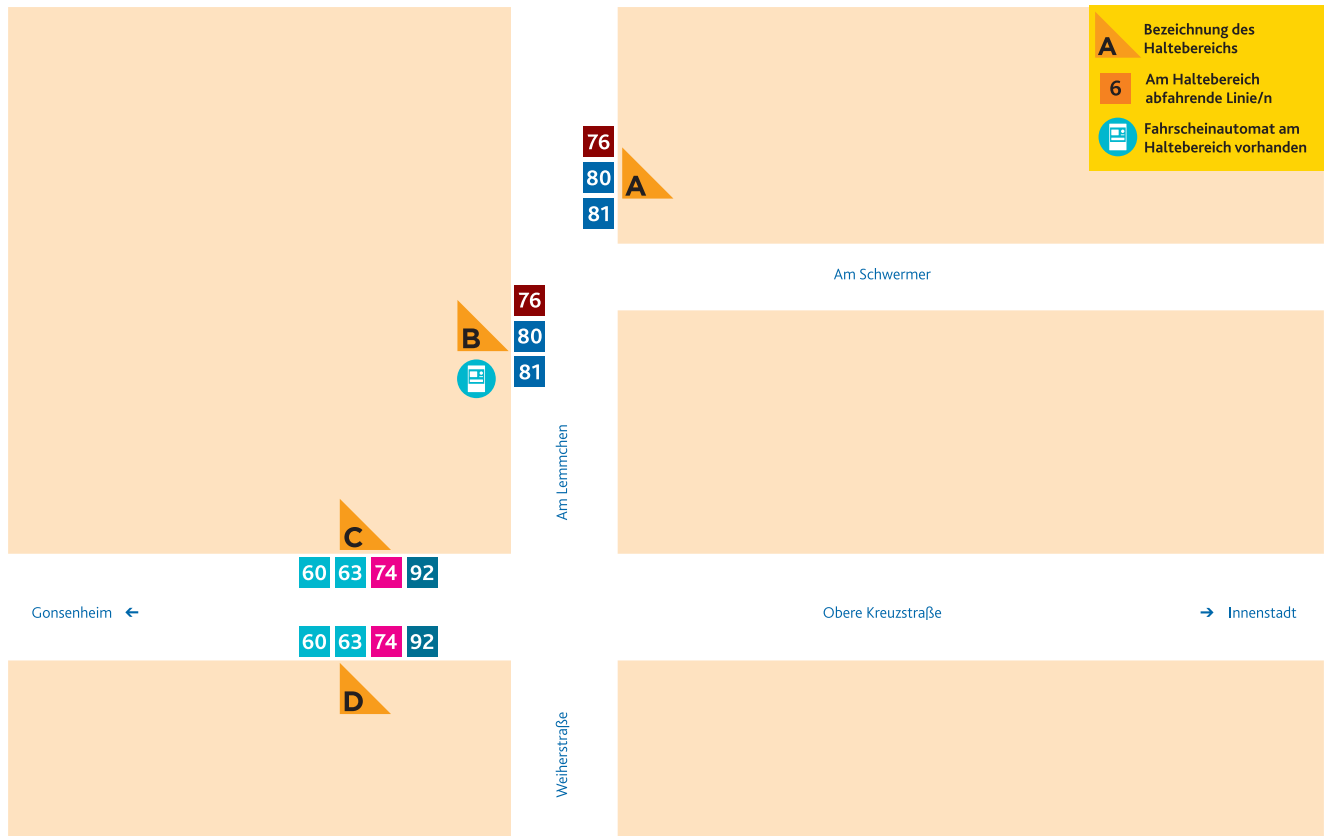 A
Bezeichnung des
Haltebereichs
6
Am Haltebereich
abfahrende Linie/n
Fahrscheinautomat am
Haltebereich vorhanden
76
80
81
A
Am Schwermer
76
80
81
B
Am Lemmchen
C
60 63 74 92
Gonsenheim ←
Obere Kreuzstraße
→ Innenstadt
60 63 74 92
D
Weiherstraße